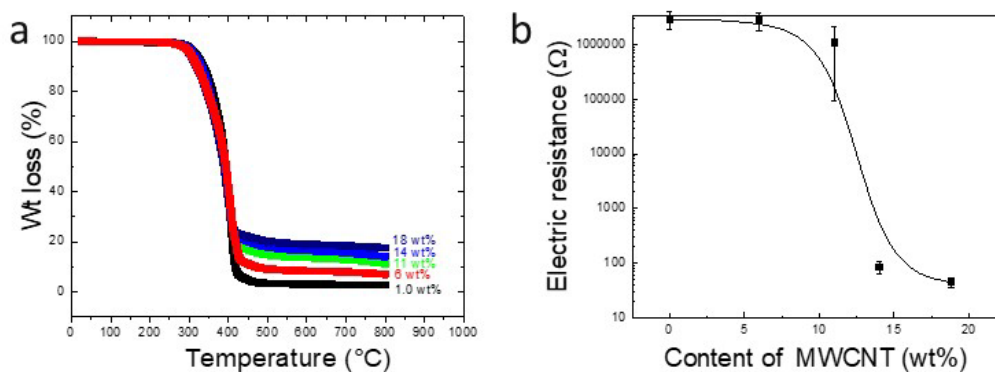 a
Wt loss (%)
100
80
60
40
20
0
18 wt%
14 wt%
11 wt%
6 wt%
1.0 wt%
0 100 200 300 400 500 600 700 800 900 1000
Temperature (°C)
b
Electric resistance (Ω)
1000000
100000
10000
1000
100
10
0 5 10 15 20
Content of MWCNT (wt%)